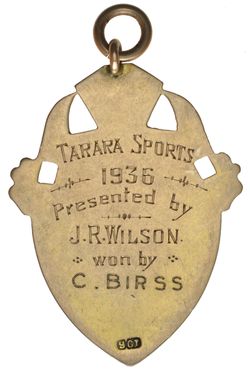 TARARA SPORTS
1936
Presented by
J.R.WILSON.
won by
C. BIRSS
9CT